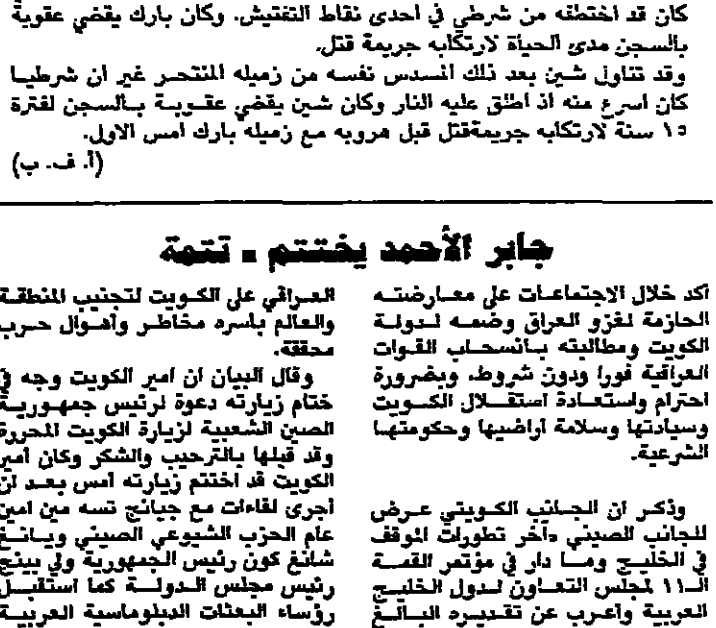 كان قد اختطفه من شرطي في احدى نقاط التفتيش. وكان بارك يقضي عقوبة
بالسجن مدى الحياة لارتكابه جريمة قتل.
وقد تناول شين بعد ذلك المسدس نفسه من زميله المنتحر غير ان شرطيا
كان اسرع منه اذ اطلق عليه النار وكان شين يقضي عقوبة بالسجن لفترة
١٥ سنة لارتكابه جريمةقتل قبل هروبه مع زميله بارك امس الاول.
(أ. ف. ب)
جابر الأحمد يختتم - تتمة
اكد خلال الاجتماعات على معارضته
الحازمة لغزو العراق وضمه لدولة
الكويت ومطالبته بانسحاب القوات
العراقية فورا ودون شروط، وبضرورة
احترام واستعادة استقلال الكويت
وسيادتها وسلامة اراضيها وحكومتها
الشرعية.
وذكر ان الجانب الكويتي عرض
للجانب الصيني «آخر تطورات الموقف
في الخليج وما دار في مؤتمر القمة
الـ١١ لمجلس التعاون لدول الخليج
العربية واعرب عن تقديره البالغ
العراقي على الكويت لتجنيب المنطقة
والعالم باسره مخاطر وأهوال حرب
محققة.
وقال البيان ان امير الكويت وجه في
ختام زيارته دعوة لرئيس جمهورية
الصين الشعبية لزيارة الكويت المحررة
وقد قبلها بالترحيب والشكر وكان أمير
الكويت قد اختتم زيارته أمس بعد ان
أجرى لقاءات مع جيانج تسه مين امين
عام الحزب الشيوعي الصيني ويانغ
شانغ كون رئيس الجمهورية ولي بينج
رئيس مجلس الدولة كما استقبل
رؤساء البعثات الدبلوماسية العربية